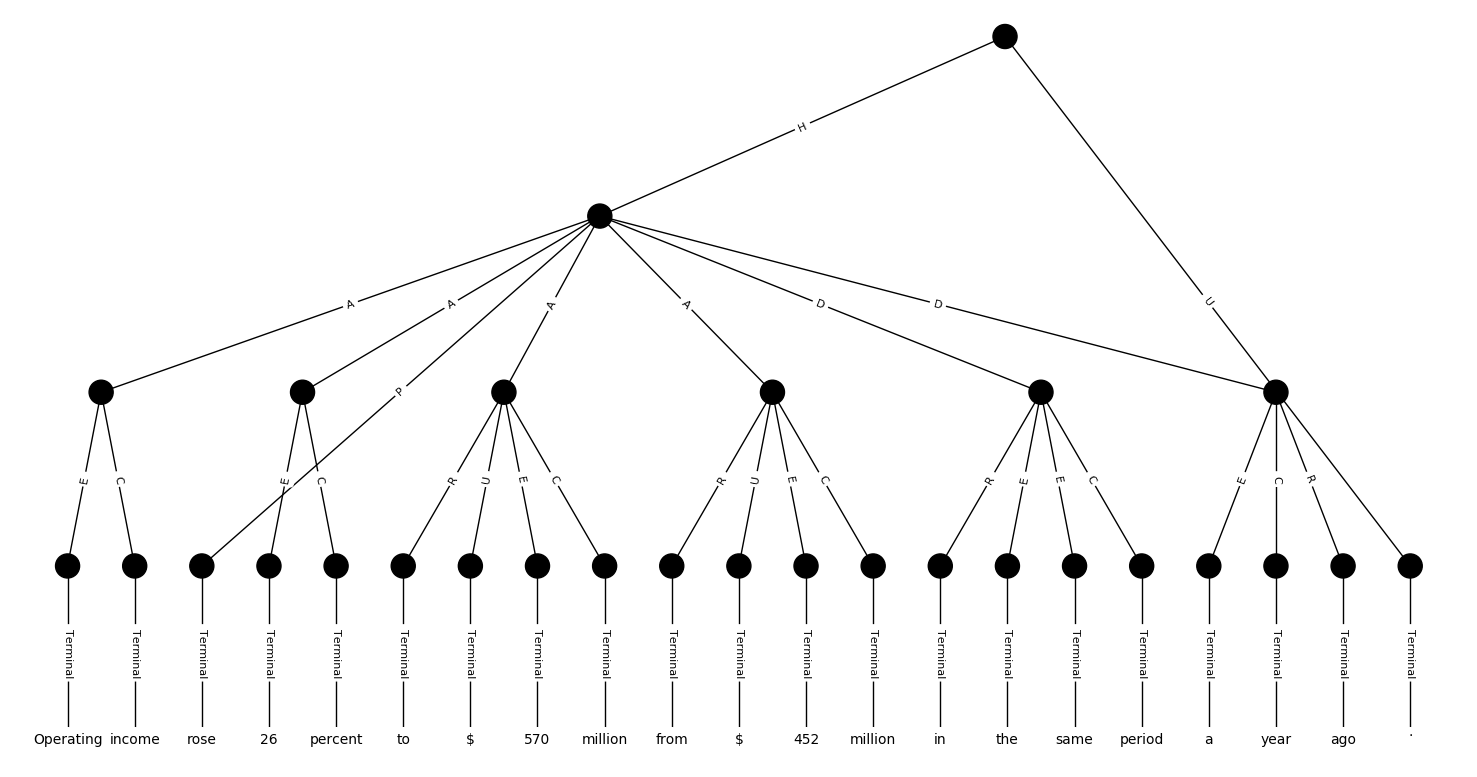 H
A A A A D D U
P
E C E C R U E C R U E C R E E C E C R
Terminal Terminal Terminal Terminal Terminal Terminal Terminal Terminal Terminal Terminal Terminal Terminal Terminal Terminal Terminal Terminal Terminal Terminal Terminal Terminal Terminal
Operating income rose 26 percent to $ 570 million from $ 452 million in the same period a year ago .